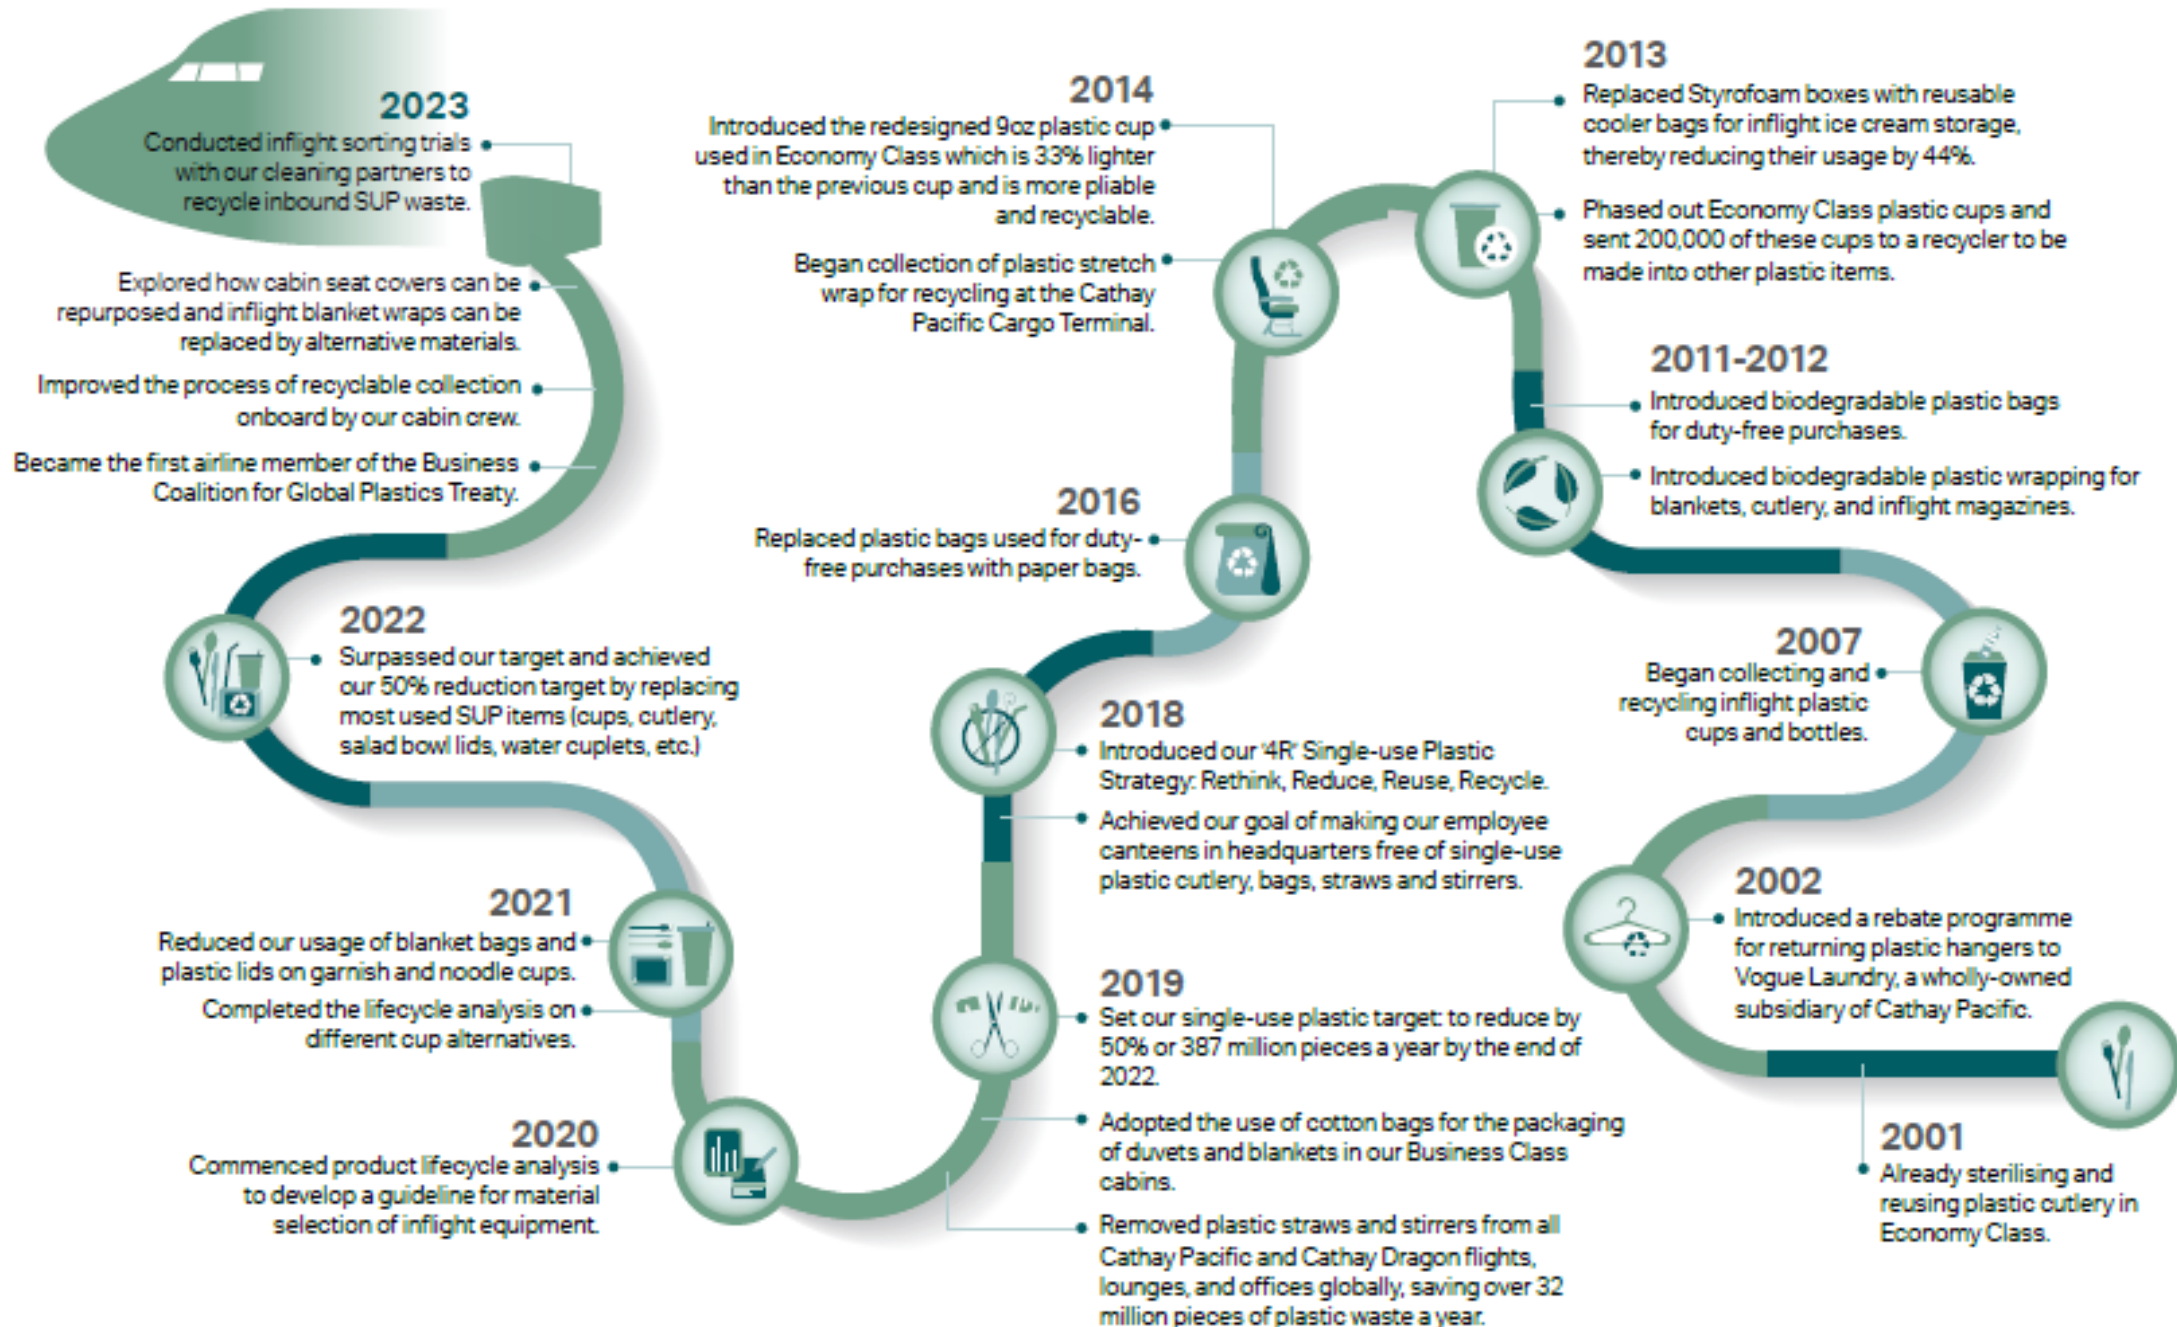 2023
Conducted inflight sorting trials
with our cleaning partners to
recycle inbound SUP waste.
Explored how cabin seat covers can be
repurposed and inflight blanket wraps can be
replaced by alternative materials.
Improved the process of recyclable collection
onboard by our cabin crew.
Became the first airline member of the Business
Coalition for Global Plastics Treaty.
2022
Surpassed our target and achieved
our 50% reduction target by replacing
most used SUP items (cups, cutlery,
salad bowl lids, water cuplets, etc.)
2021
Reduced our usage of blanket bags and
plastic lids on garnish and noodle cups.
Completed the lifecycle analysis on
different cup alternatives.
2020
Commenced product lifecycle analysis
to develop a guideline for material
selection of inflight equipment.
2019
Set our single-use plastic target: to reduce by
50% or 387 million pieces a year by the end of
2022.
Adopted the use of cotton bags for the packaging
of duvets and blankets in our Business Class
cabins.
Removed plastic straws and stirrers from all
Cathay Pacific and Cathay Dragon flights,
lounges, and offices globally, saving over 32
million pieces of plastic waste a year.
2018
Introduced our '4R' Single-use Plastic
Strategy: Rethink, Reduce, Reuse, Recycle.
Achieved our goal of making our employee
canteens in headquarters free of single-use
plastic cutlery, bags, straws and stirrers.
2016
Replaced plastic bags used for duty-
free purchases with paper bags.
2014
Introduced the redesigned 9oz plastic cup
used in Economy Class which is 33% lighter
than the previous cup and is more pliable
and recyclable.
Began collection of plastic stretch
wrap for recycling at the Cathay
Pacific Cargo Terminal.
2013
Replaced Styrofoam boxes with reusable
cooler bags for inflight ice cream storage,
thereby reducing their usage by 44%.
Phased out Economy Class plastic cups and
sent 200,000 of these cups to a recycler to be
made into other plastic items.
2011-2012
Introduced biodegradable plastic bags
for duty-free purchases.
Introduced biodegradable plastic wrapping for
blankets, cutlery, and inflight magazines.
2007
Began collecting and
recycling inflight plastic
cups and bottles.
2002
Introduced a rebate programme
for returning plastic hangers to
Vogue Laundry, a wholly-owned
subsidiary of Cathay Pacific.
2001
Already sterilising and
reusing plastic cutlery in
Economy Class.